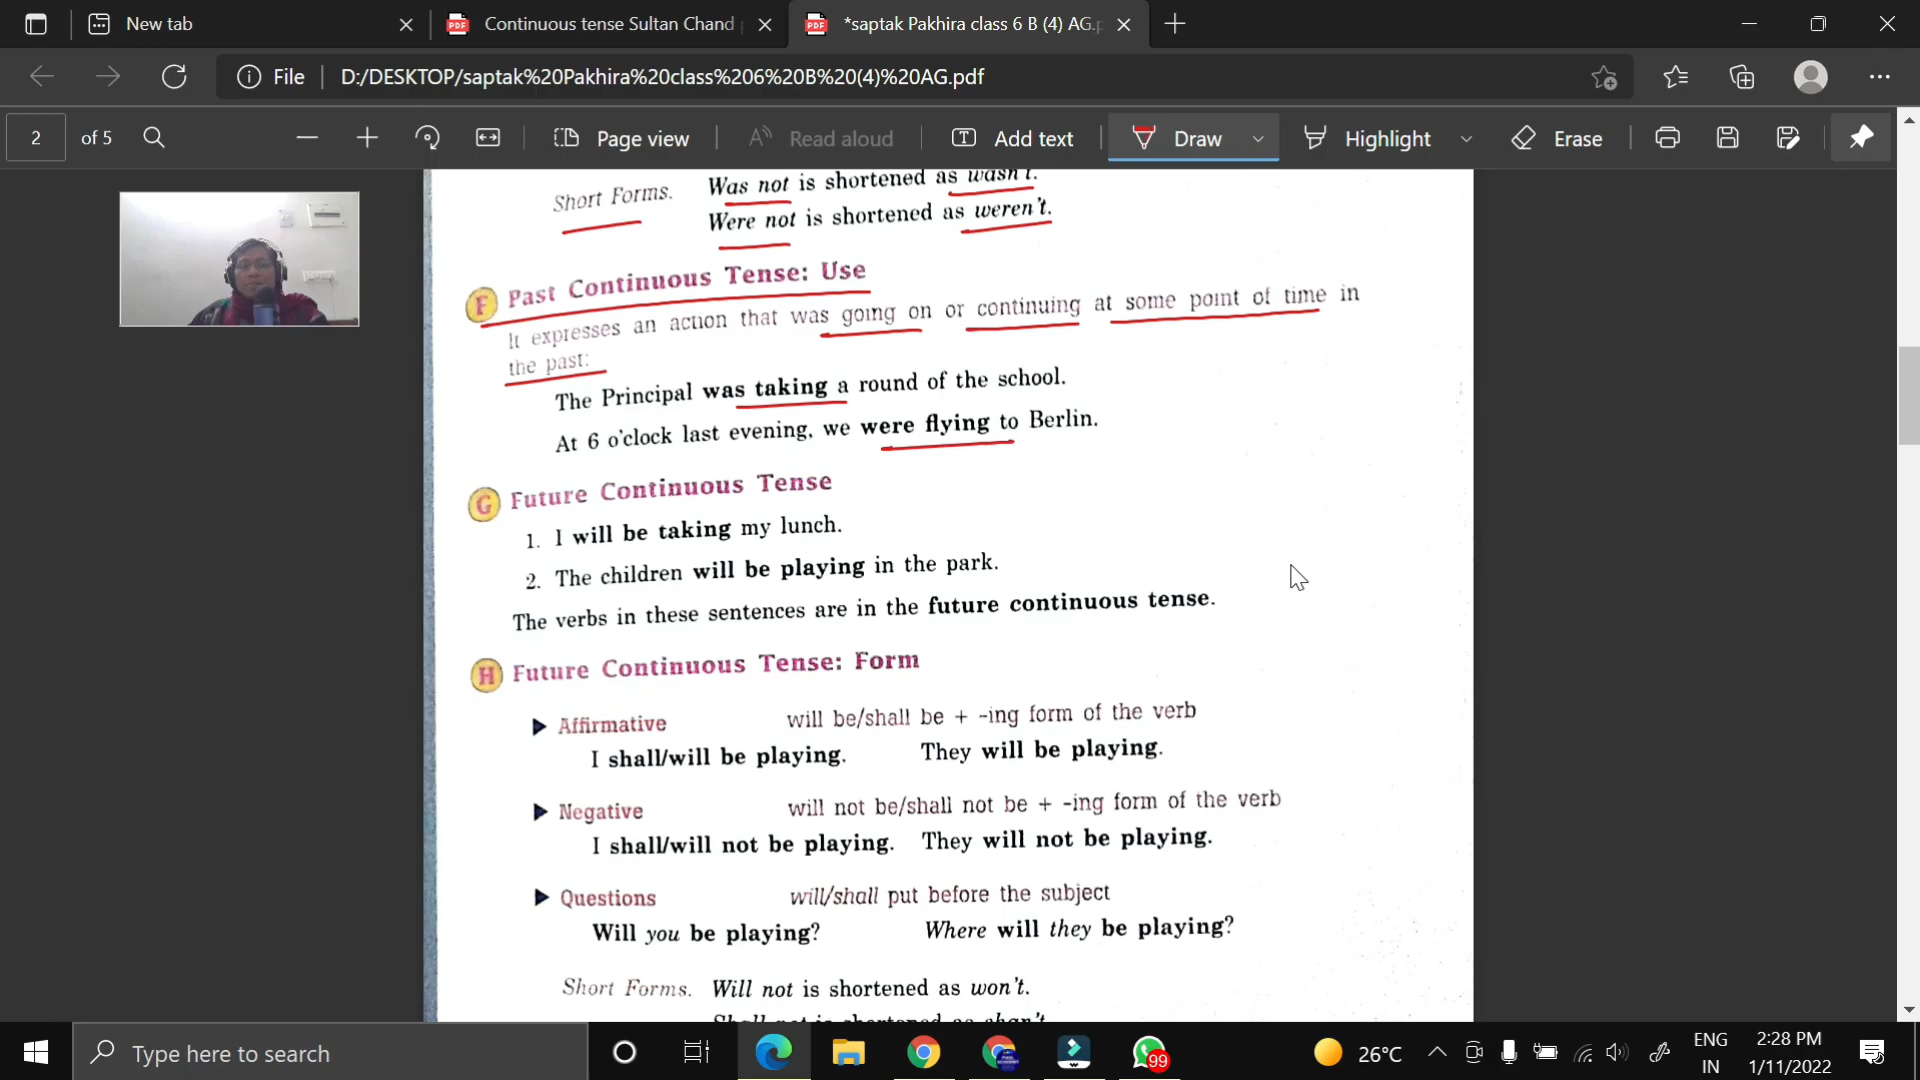 New tab
Continuous tense Sultan Chand
*saptak Pakhira class 6 B (4) AG.p
File
D:/DESKTOP/saptak%20Pakhira%20class%206%20B%20(4)%20AG.pdf
2 of 5
Page view
Read aloud
Add text
Draw
Highlight
Erase
Short Forms. Was not is shortened as wasn't.
Were not is shortened as weren't.
F Past Continuous Tense: Use
It expresses an action that was going on or continuing at some point of time in
the past:
The Principal was taking a round of the school.
At 6 o'clock last evening, we were flying to Berlin.
G Future Continuous Tense
1. I will be taking my lunch.
2. The children will be playing in the park.
The verbs in these sentences are in the future continuous tense.
H Future Continuous Tense: Form
Affirmative will be/shall be + -ing form of the verb
I shall/will be playing. They will be playing.
Negative will not be/shall not be + -ing form of the verb
I shall/will not be playing. They will not be playing.
Questions will/shall put before the subject
Will you be playing? Where will they be playing?
Short Forms. Will not is shortened as won't.
Shall not is shortened as shan't
Type here to search
99
26°C
ENG
IN
2:28 PM
1/11/2022